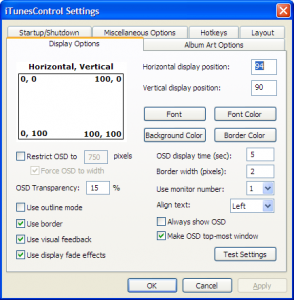 iTunesControl Settings
Startup/Shutdown Miscellaneous Options Hotkeys Layout
Display Options Album Art Options
Horizontal, Vertical
0, 0 100, 0
0, 100 100, 100
Horizontal display position: 94
Vertical display position: 90
Font Font Color
Background Color Border Color
Restrict OSD to 750 pixels
Force OSD to width
OSD Transparency: 15 %
Use outline mode
Use border
Use visual feedback
Use display fade effects
OSD display time (sec): 5
Border width (pixels): 2
Use monitor number: 1
Align text: Left
Always show OSD
Make OSD top-most window
Test Settings
OK Cancel Apply